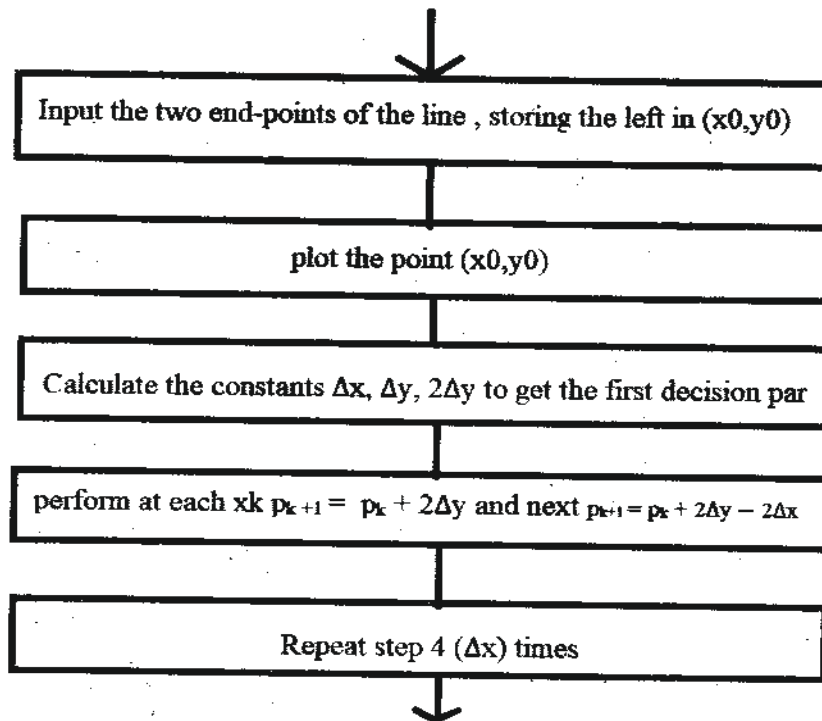 Input the two end-points of the line , storing the left in (x0,y0)
plot the point (x0,y0)
Calculate the constants Δx, Δy, 2Δy to get the first decision par
perform at each xk pₖ₊₁ = pₖ + 2Δy and next pₖ₊₁ = pₖ + 2Δy − 2Δx
Repeat step 4 (Δx) times